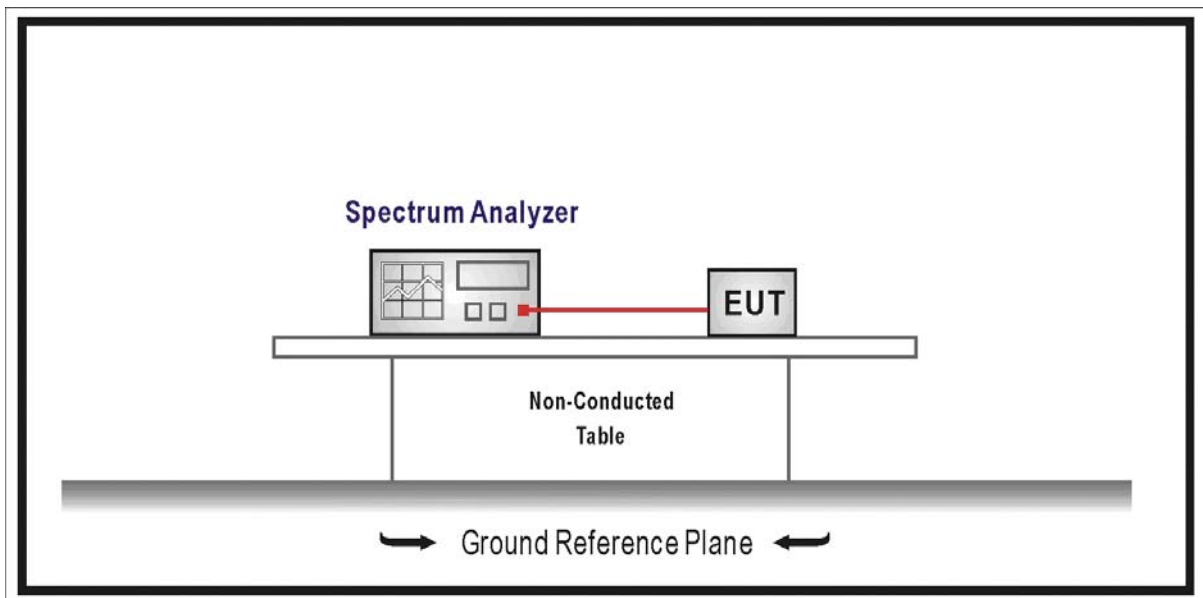 Spectrum Analyzer
EUT
Non-Conducted
Table
Ground Reference Plane